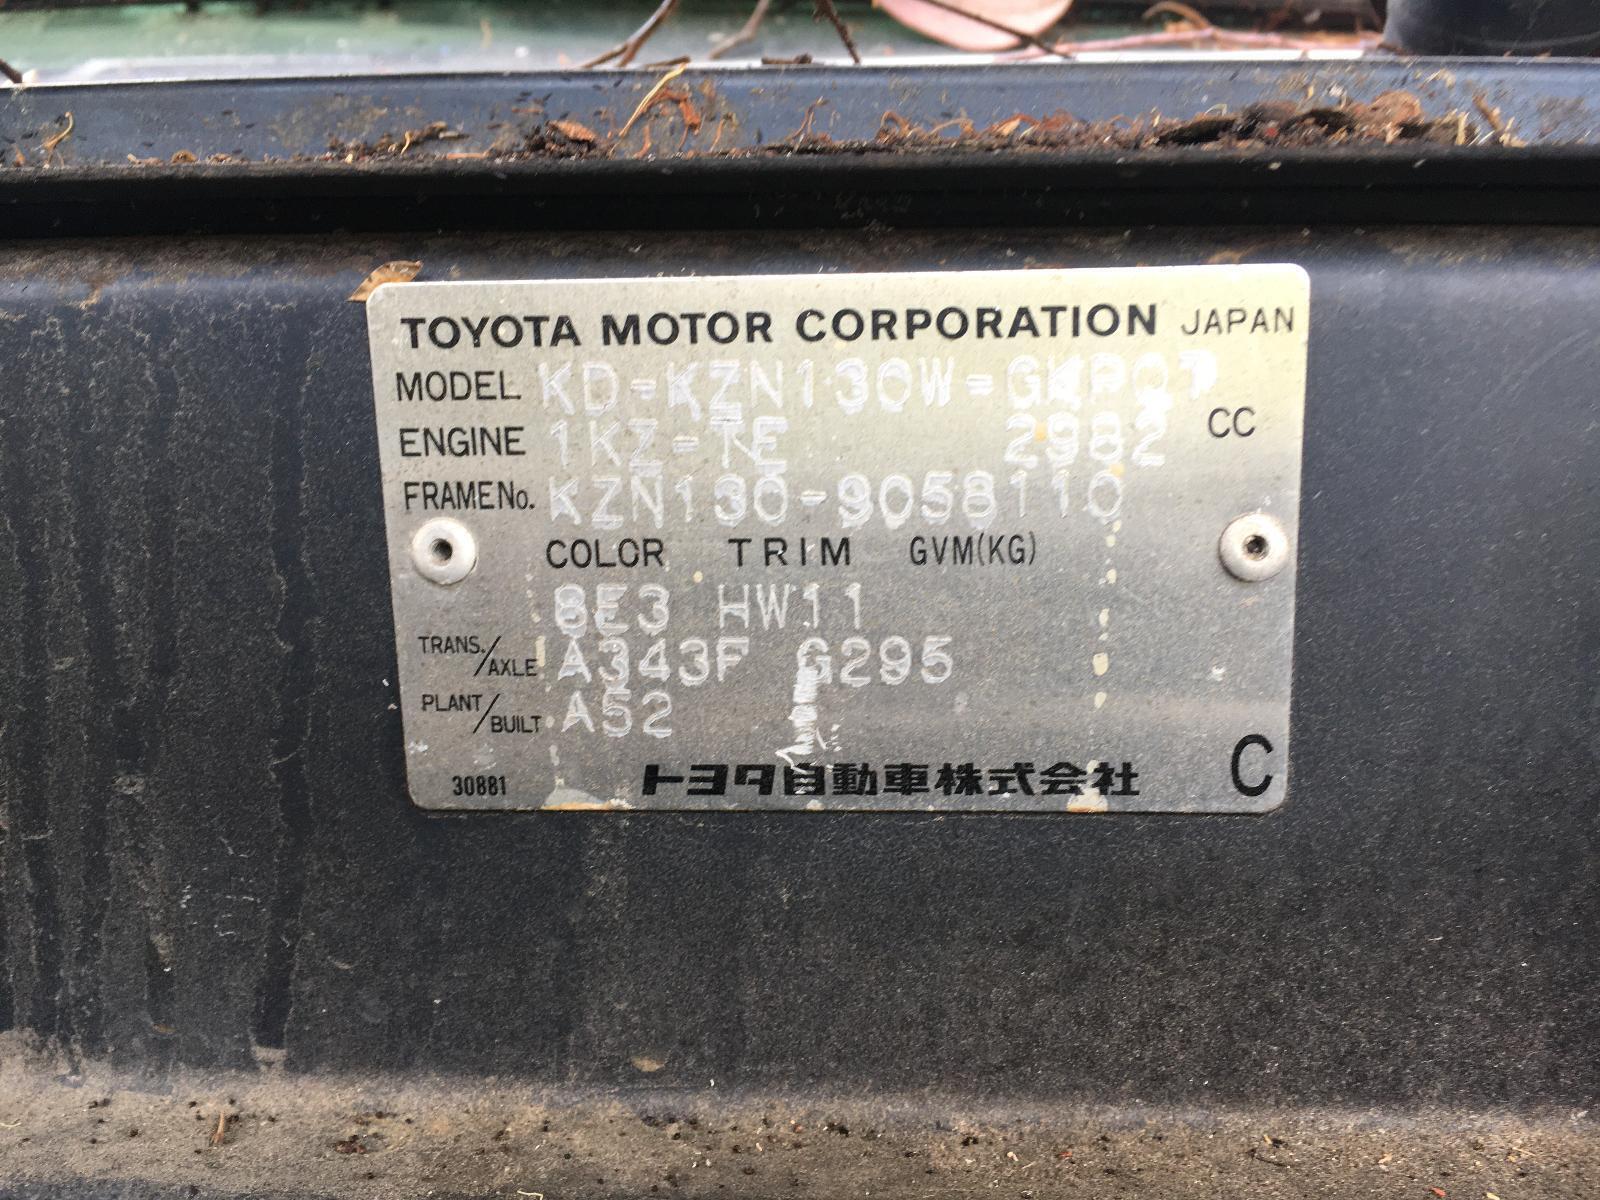 TOYOTA MOTOR CORPORATION JAPAN
MODEL KD-KZN130W-GKPQT
ENGINE 1KZ-TE 2982 CC
FRAME No. KZN130-9058110
COLOR TRIM GVM(KG)
8E3 HW11
TRANS./AXLE A343F G295
PLANT/BUILT A52
30881 トヨタ自動車株式会社 C